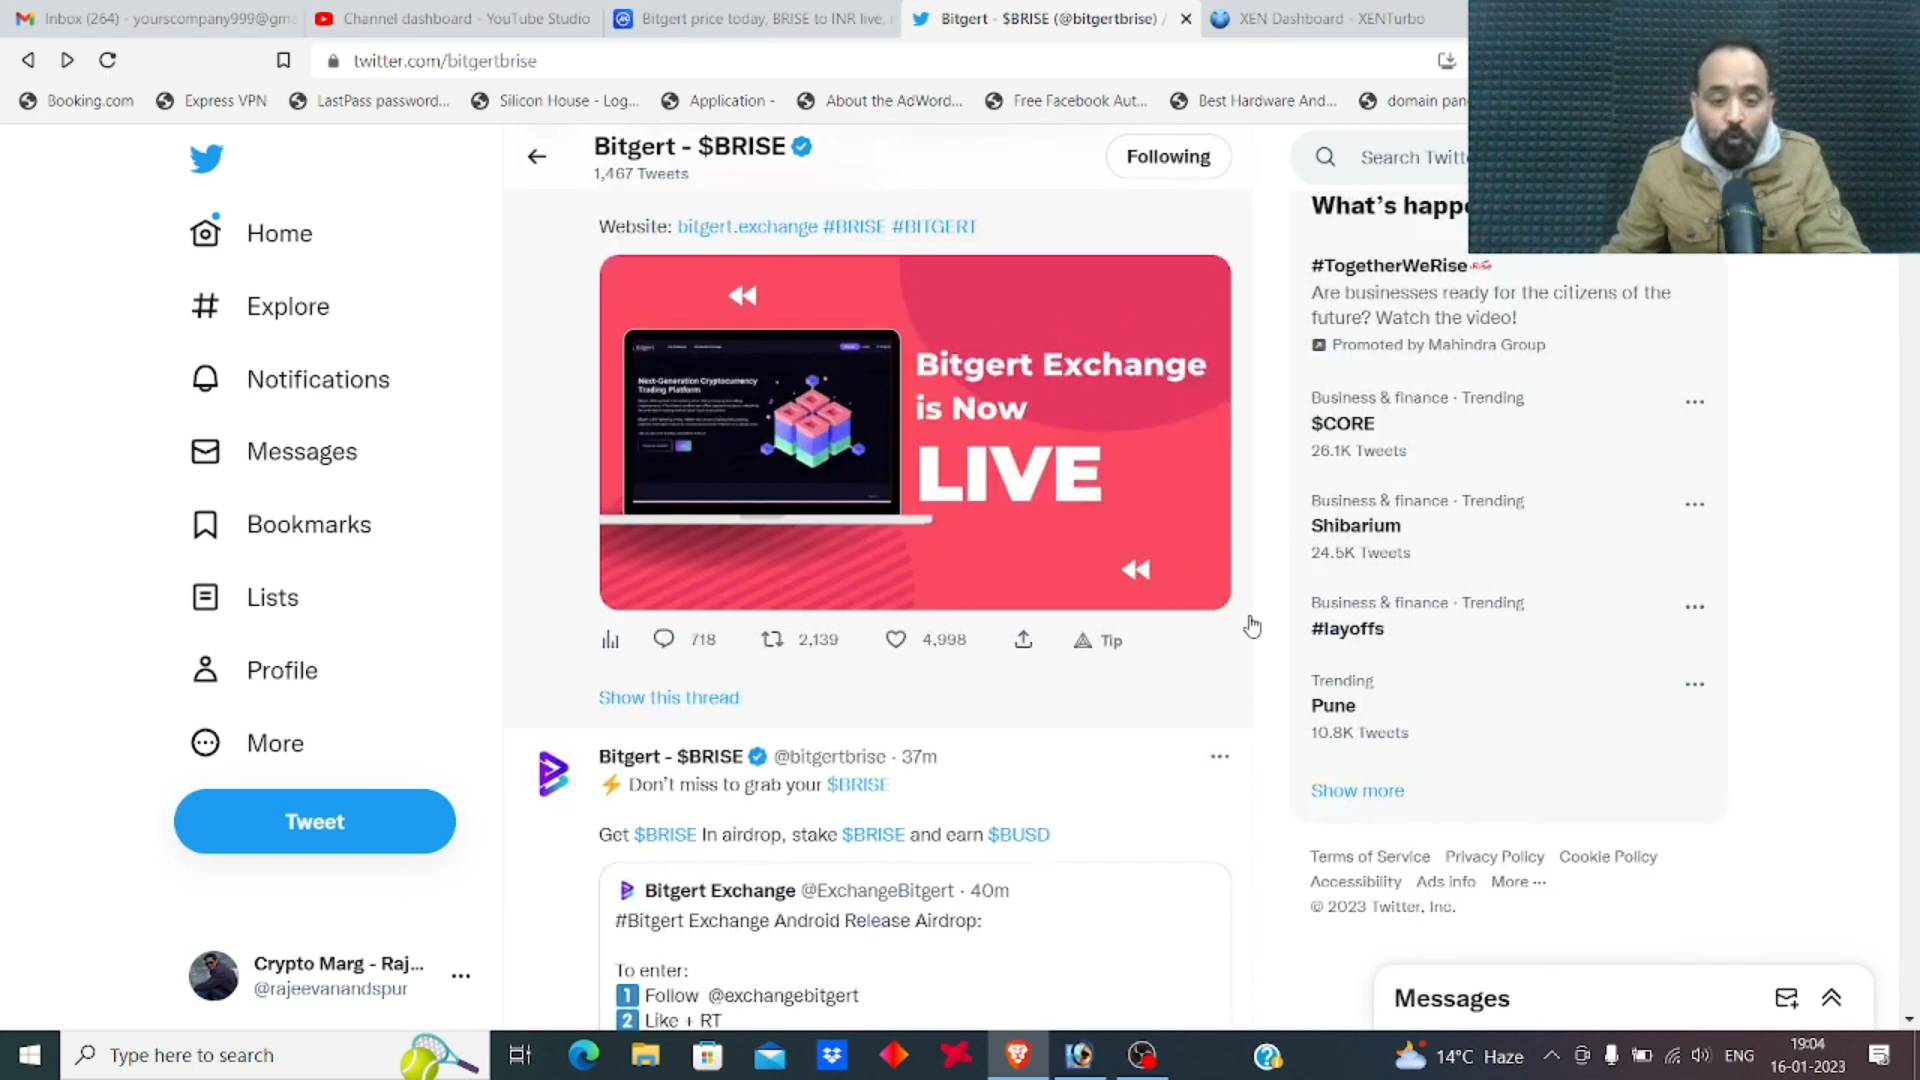 Inbox (264) - yourscompany999@gma
Channel dashboard - YouTube Studio
Bitgert price today, BRISE to INR live,
Bitgert - $BRISE (@bitgertbrise) /
XEN Dashboard - XENTurbo
twitter.com/bitgertbrise
Booking.com
Express VPN
LastPass password...
Silicon House - Log...
Application -
About the AdWord...
Free Facebook Aut...
Best Hardware And...
domain pan
Home
Explore
Notifications
Messages
Bookmarks
Lists
Profile
More
Tweet
Crypto Marg - Raj...
@rajeevanandspur
Bitgert - $BRISE
1,467 Tweets
Following
Website: bitgert.exchange #BRISE #BITGERT
Next-Generation Cryptocurrency
Trading Platform
Bitgert Exchange
is Now
LIVE
718
2,139
4,998
Tip
Show this thread
Bitgert - $BRISE @bitgertbrise · 37m
⚡ Don't miss to grab your $BRISE
Get $BRISE In airdrop, stake $BRISE and earn $BUSD
Bitgert Exchange @ExchangeBitgert · 40m
#Bitgert Exchange Android Release Airdrop:
To enter:
1 Follow @exchangebitgert
2 Like + RT
Search Twitt
What's happ
#TogetherWeRise
Are businesses ready for the citizens of the
future? Watch the video!
Promoted by Mahindra Group
Business & finance · Trending
$CORE
26.1K Tweets
Business & finance · Trending
Shibarium
24.5K Tweets
Business & finance · Trending
#layoffs
Trending
Pune
10.8K Tweets
Show more
Terms of Service Privacy Policy Cookie Policy
Accessibility Ads info More ···
© 2023 Twitter, Inc.
Messages
Type here to search
14°C Haze
ENG
19:04
16-01-2023